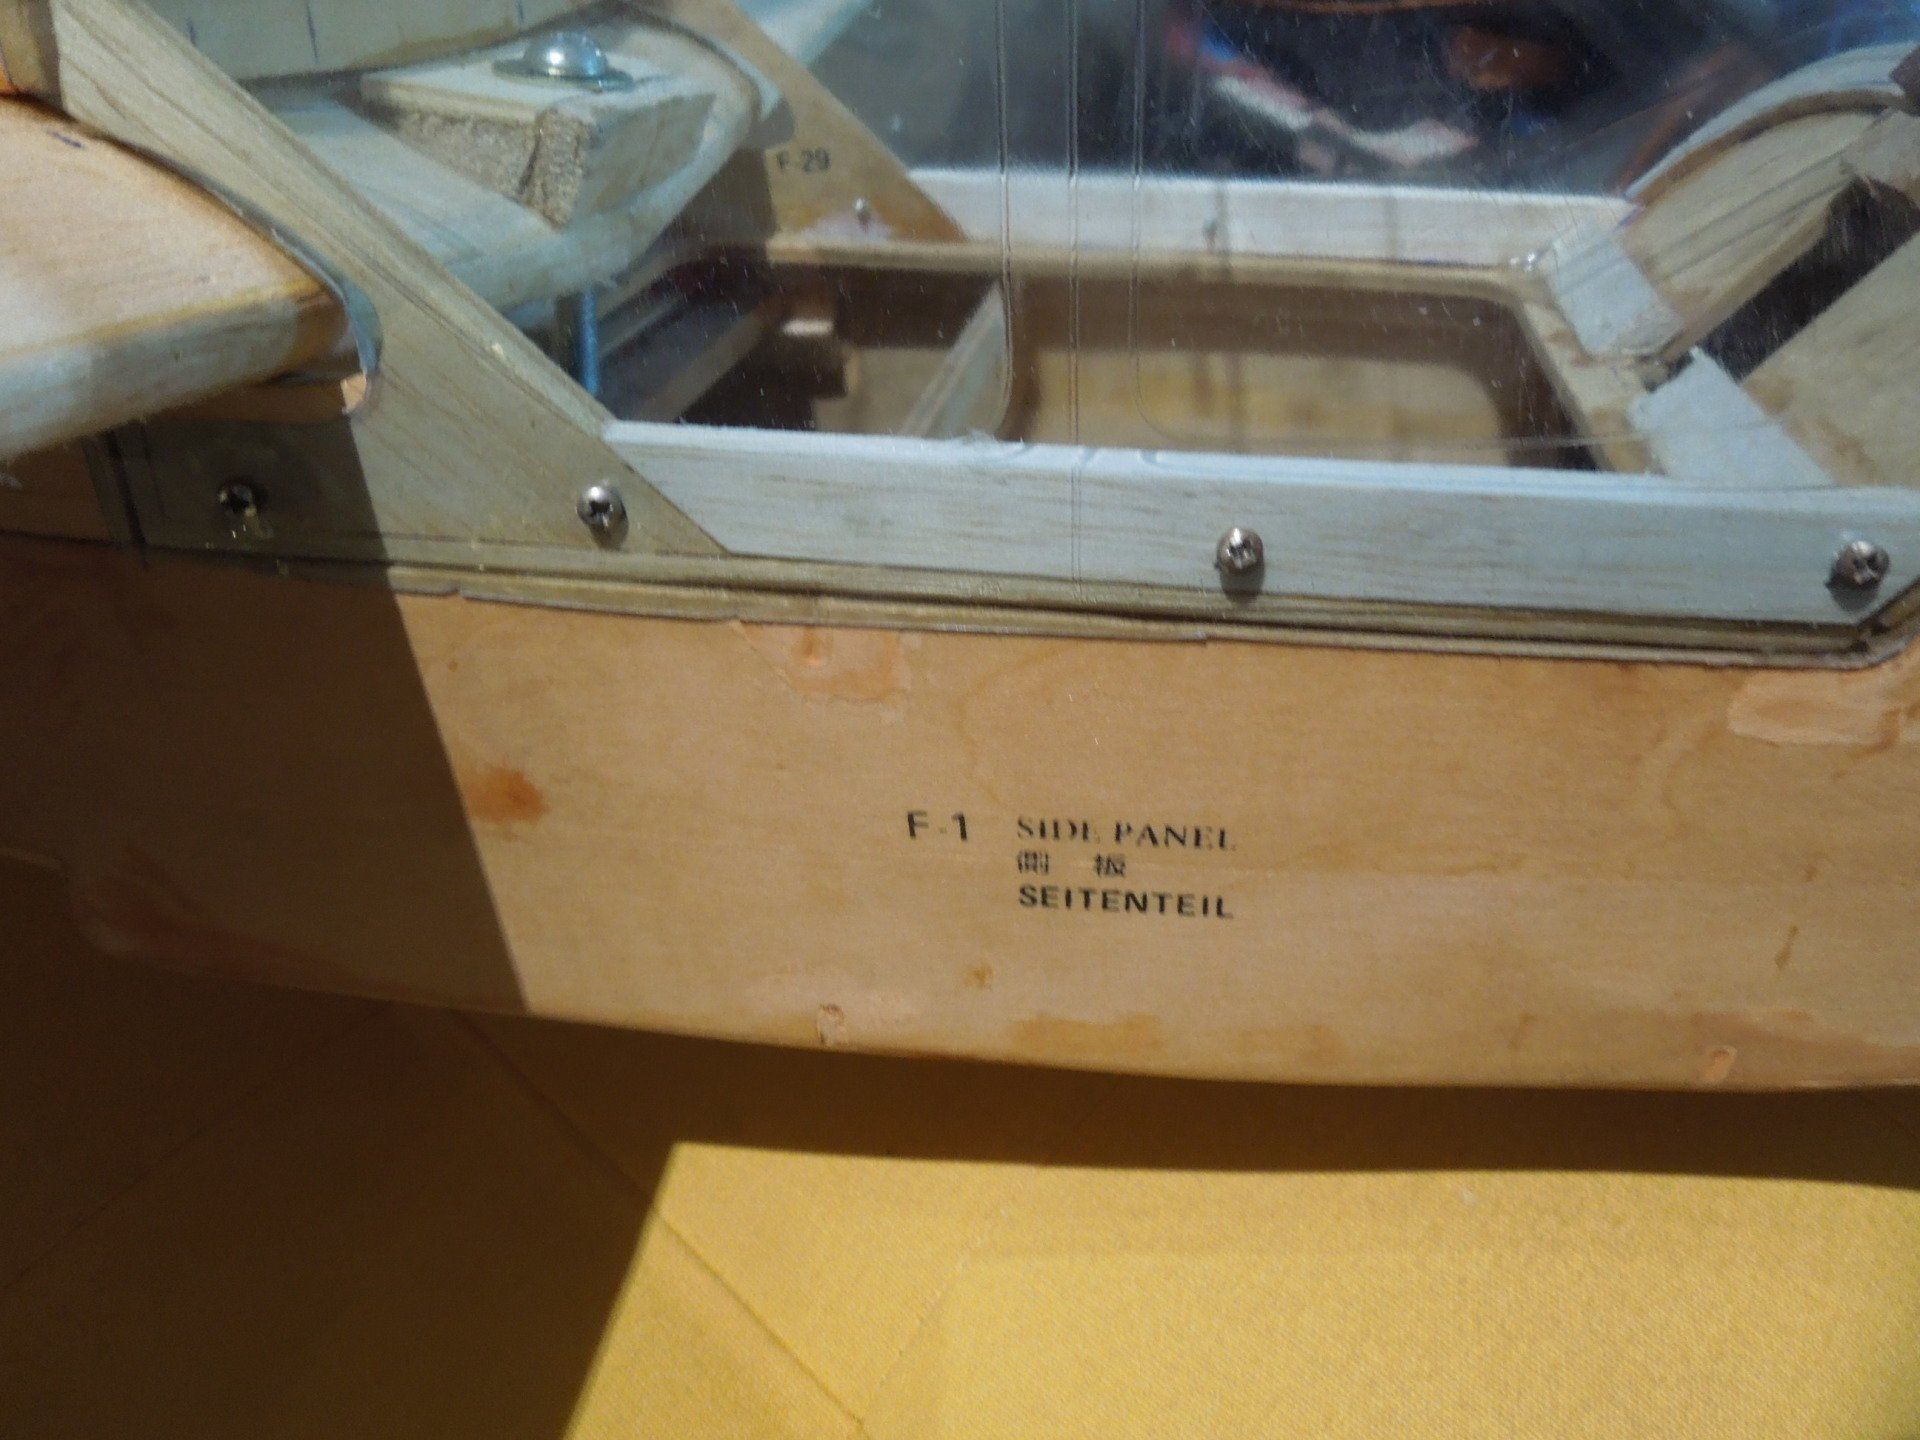 F-29
F-1 SIDE PANEL
側 板
SEITENTEIL